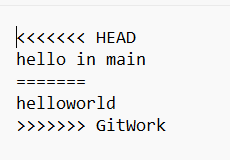 <<<<<<< HEAD
hello in main
=======
helloworld
>>>>>>> GitWork